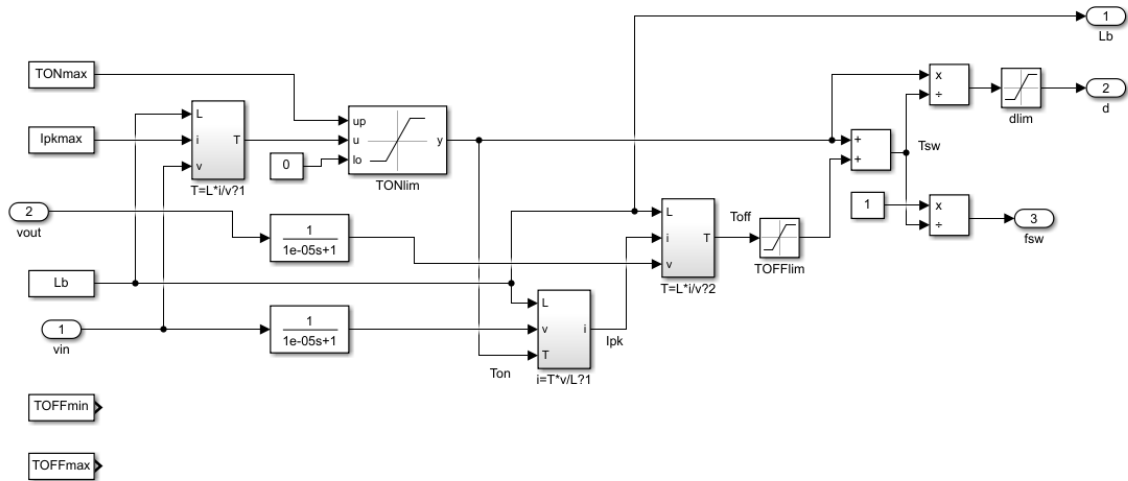 1
Lb
TONmax
up
u
lo
y
TONlim
x
÷
dlim
2
d
L
i
v
T
T=L*i/v?1
Ipkmax
0
+
+
Tsw
2
vout
1
1e-05s+1
L
i
v
T
T=L*i/v?2
Toff
TOFFlim
1
x
÷
3
fsw
Lb
1
vin
1
1e-05s+1
L
v
T
i
i=T*v/L?1
Ipk
Ton
TOFFmin
TOFFmax